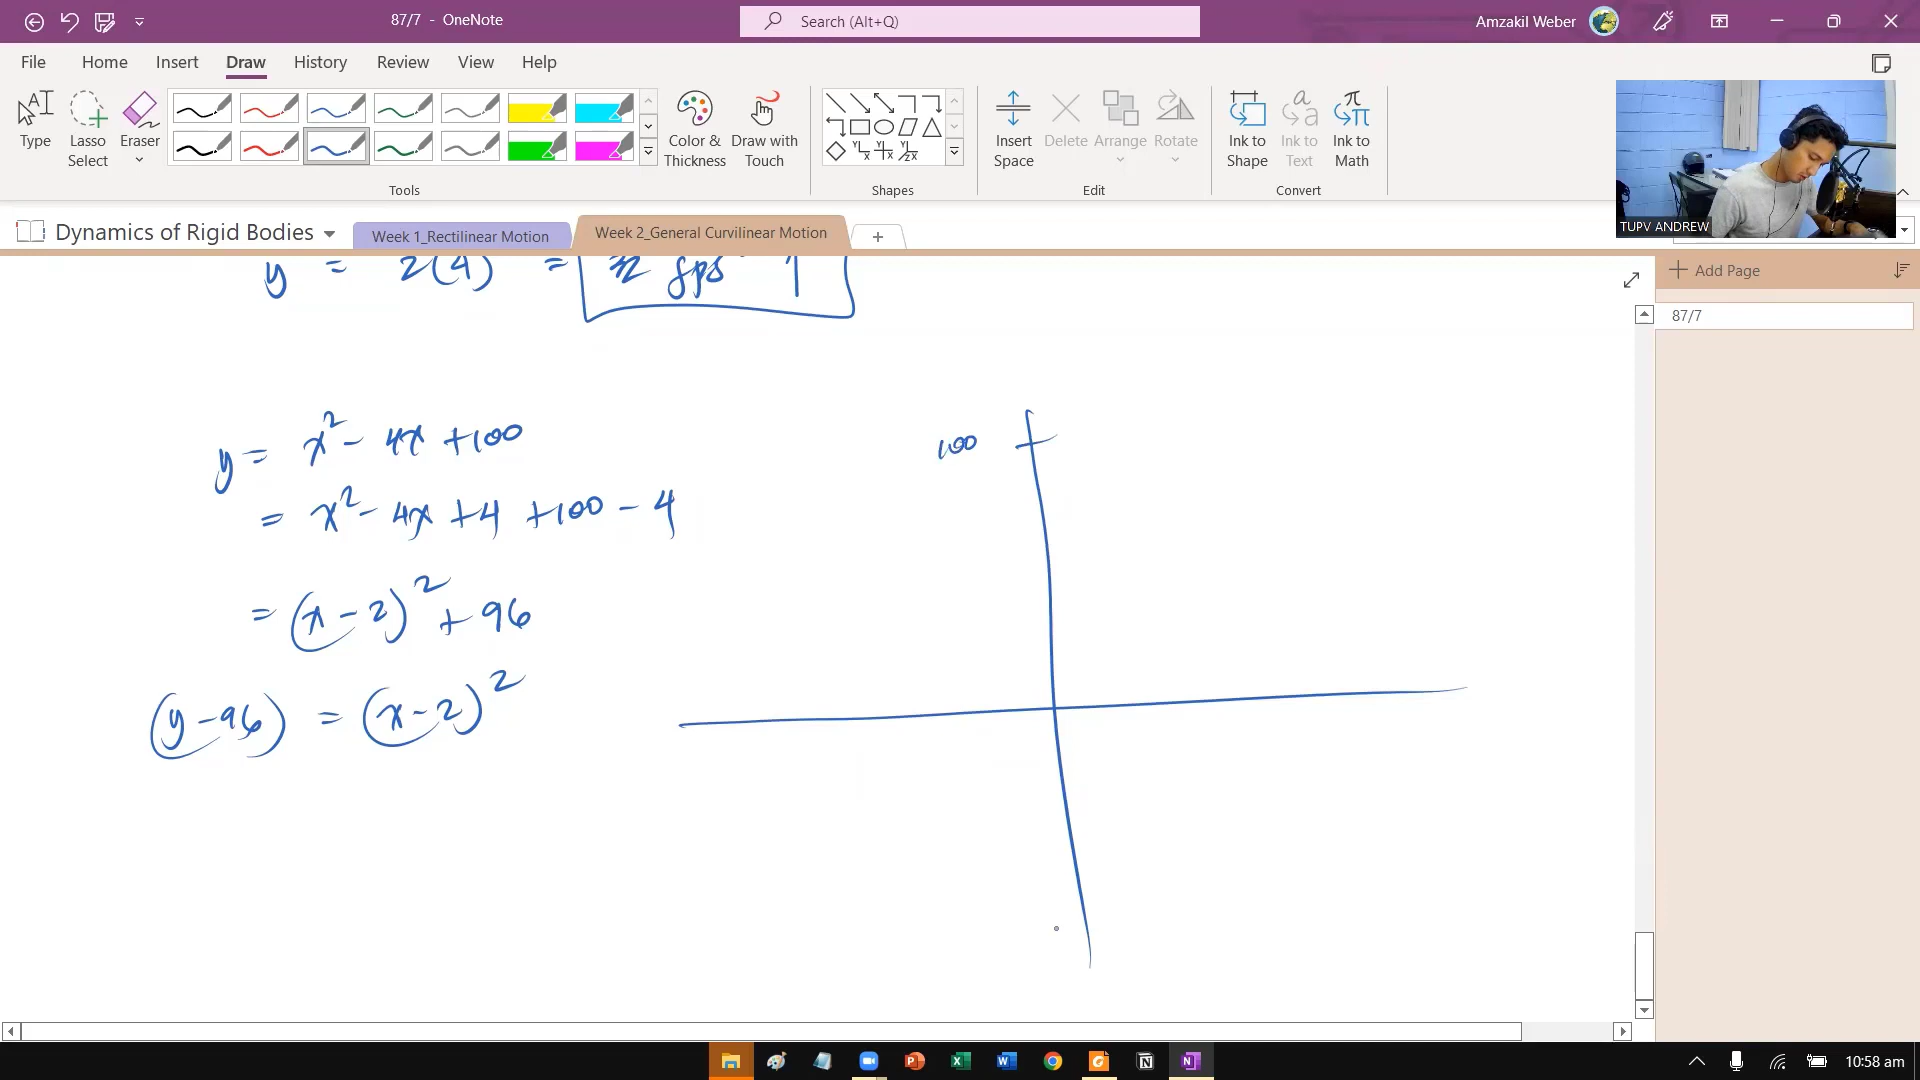 87/7 - OneNote
Search (Alt+Q)
Amzakil Weber
File Home Insert Draw History Review View Help
Type
Lasso Select
Eraser
Color & Thickness
Draw with Touch
Insert Space
Delete
Arrange
Rotate
Ink to Shape
Ink to Text
Ink to Math
Tools
Shapes
Edit
Convert
TUPV ANDREW
Dynamics of Rigid Bodies
Week 1_Rectilinear Motion
Week 2_General Curvilinear Motion
Add Page
87/7
y = 2(4) = fps
y = x² - 4x + 100
= x² - 4x + 4 + 100 - 4
= (x - 2)² + 96
(y - 96) = (x - 2)²
100
10:58 am